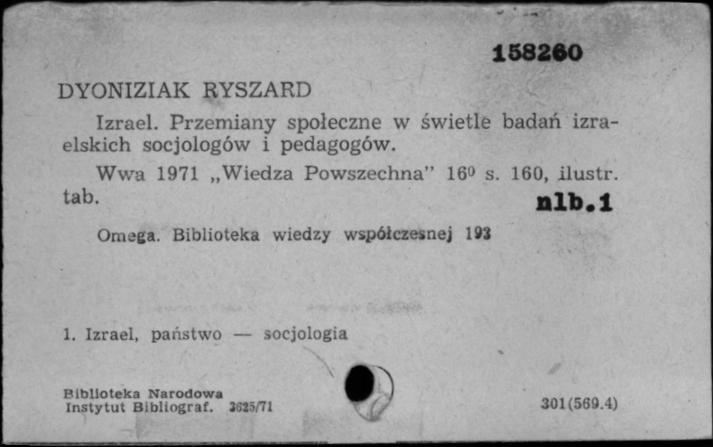 158260
DYONIZIAK RYSZARD
Izrael. Przemiany społeczne w świetle badań izra-
elskich socjologów i pedagogów.
Wwa 1971 „Wiedza Powszechna” 16⁰ s. 160, ilustr.
tab.
nlb.1
Omega. Biblioteka wiedzy współczesnej 193
1. Izrael, państwo — socjologia
Biblioteka Narodowa
Instytut Bibliograf. 3625/71
301(569.4)